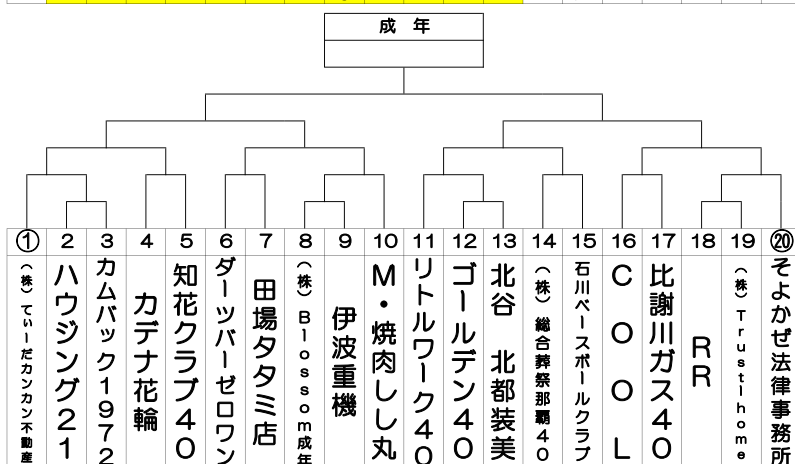 成 年
① 2 3 4 5 6 7 8 9 10 11 12 13 14 15 16 17 18 19 ⑳
（株）てぃーだカンカン不動産
ハウジング21
カムバック1972
カデナ花輪
知花クラブ40
ダーツバーゼロワン
田場タタミ店
（株）Blossom成年
伊波重機
M・焼肉しし丸
リトルワーク40
ゴールデン40
北谷 北都装美
（株）総合葬祭那覇40
石川ベースボールクラブ
COOL
比謝川ガス40
RR
（株）Trust1home
そよかぜ法律事務所